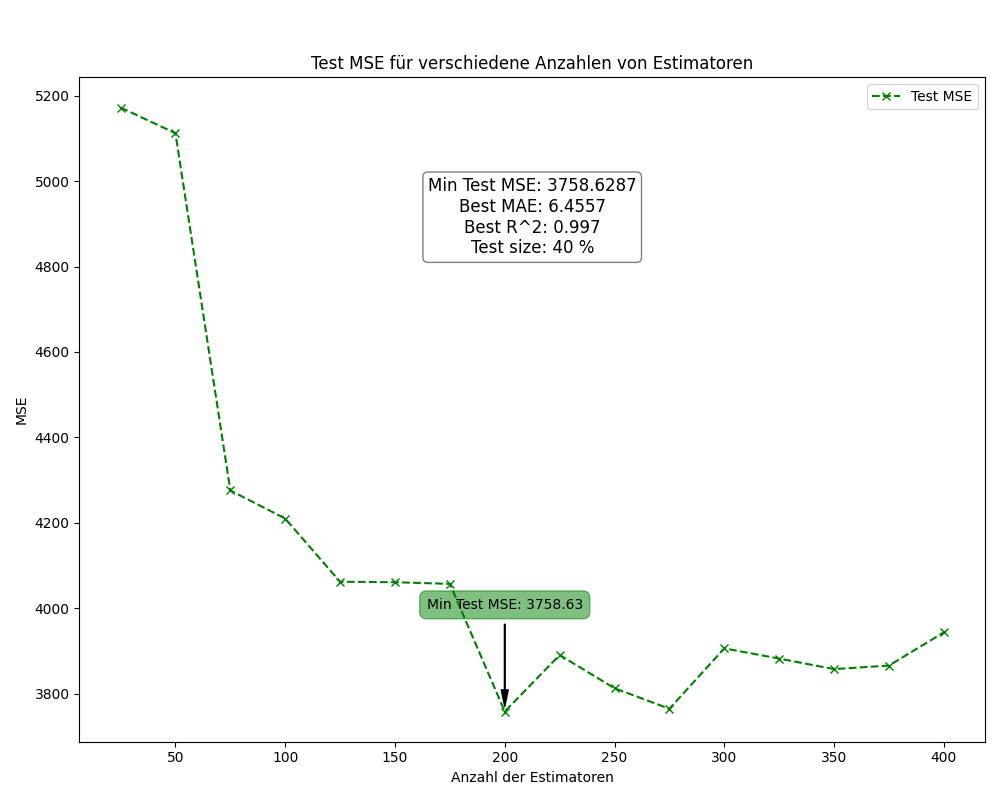 Test MSE für verschiedene Anzahlen von Estimatoren
Test MSE
Min Test MSE: 3758.6287
Best MAE: 6.4557
Best R^2: 0.997
Test size: 40 %
Min Test MSE: 3758.63
MSE
5200
5000
4800
4600
4400
4200
4000
3800
50
100
150
200
250
300
350
400
Anzahl der Estimatoren